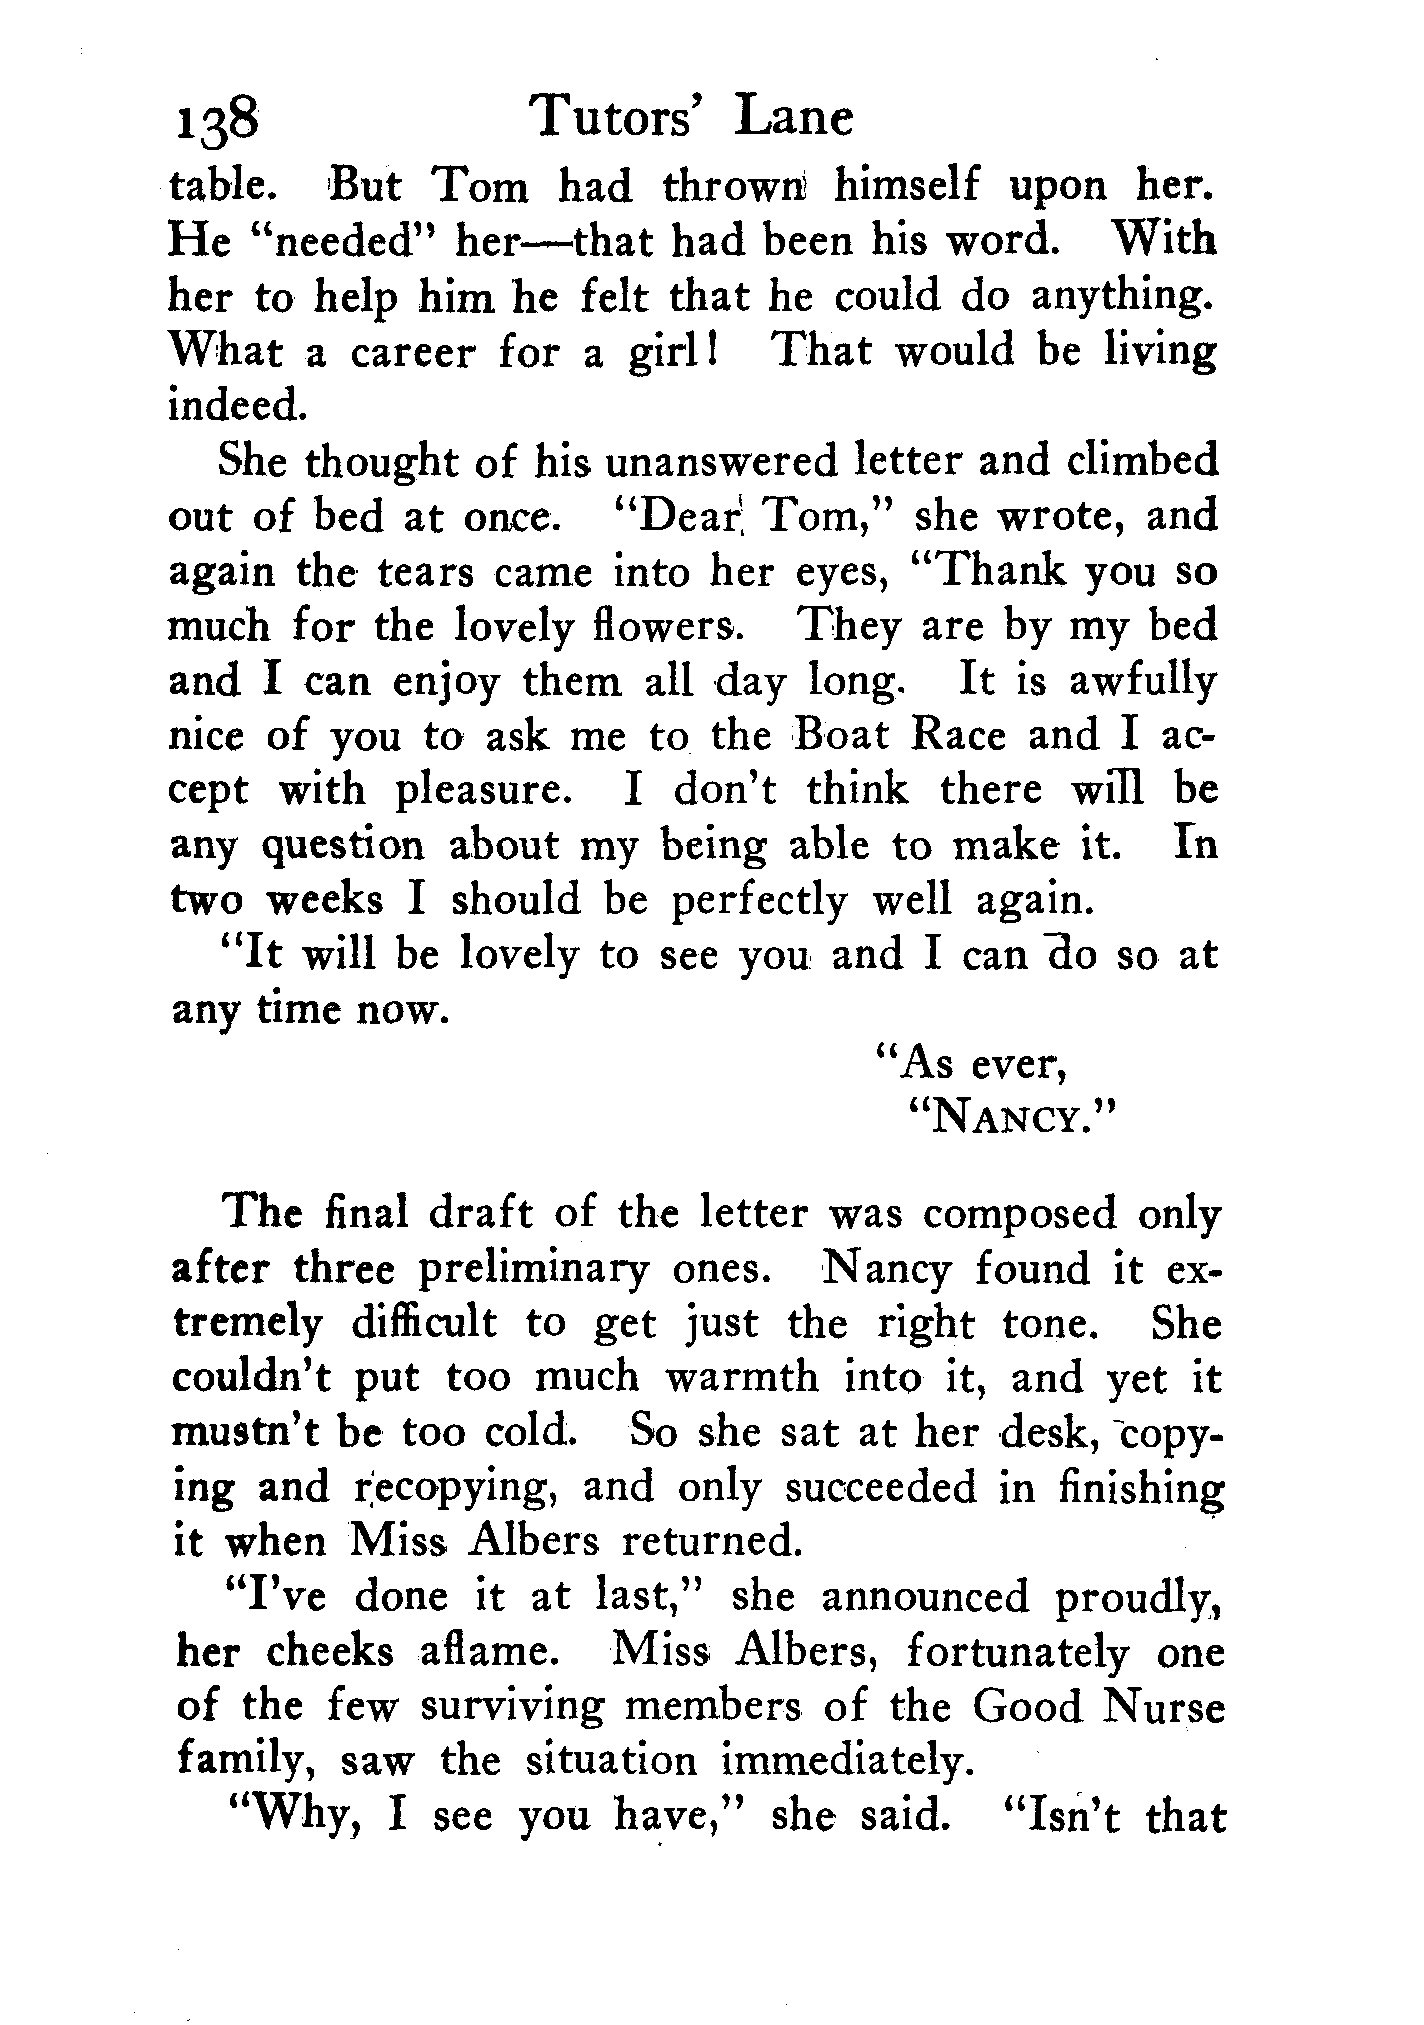 138 Tutors' Lane
table. But Tom had thrown himself upon her.
He "needed" her—that had been his word. With
her to help him he felt that he could do anything.
What a career for a girl! That would be living
indeed.
She thought of his unanswered letter and climbed
out of bed at once. "Dear Tom," she wrote, and
again the tears came into her eyes, "Thank you so
much for the lovely flowers. They are by my bed
and I can enjoy them all day long. It is awfully
nice of you to ask me to the Boat Race and I ac-
cept with pleasure. I don't think there will be
any question about my being able to make it. In
two weeks I should be perfectly well again.
"It will be lovely to see you and I can do so at
any time now.
"As ever,
"NANCY."
The final draft of the letter was composed only
after three preliminary ones. Nancy found it ex-
tremely difficult to get just the right tone. She
couldn't put too much warmth into it, and yet it
mustn't be too cold. So she sat at her desk, copy-
ing and recopying, and only succeeded in finishing
it when Miss Albers returned.
"I've done it at last," she announced proudly,
her cheeks aflame. Miss Albers, fortunately one
of the few surviving members of the Good Nurse
family, saw the situation immediately.
"Why, I see you have," she said. "Isn't that